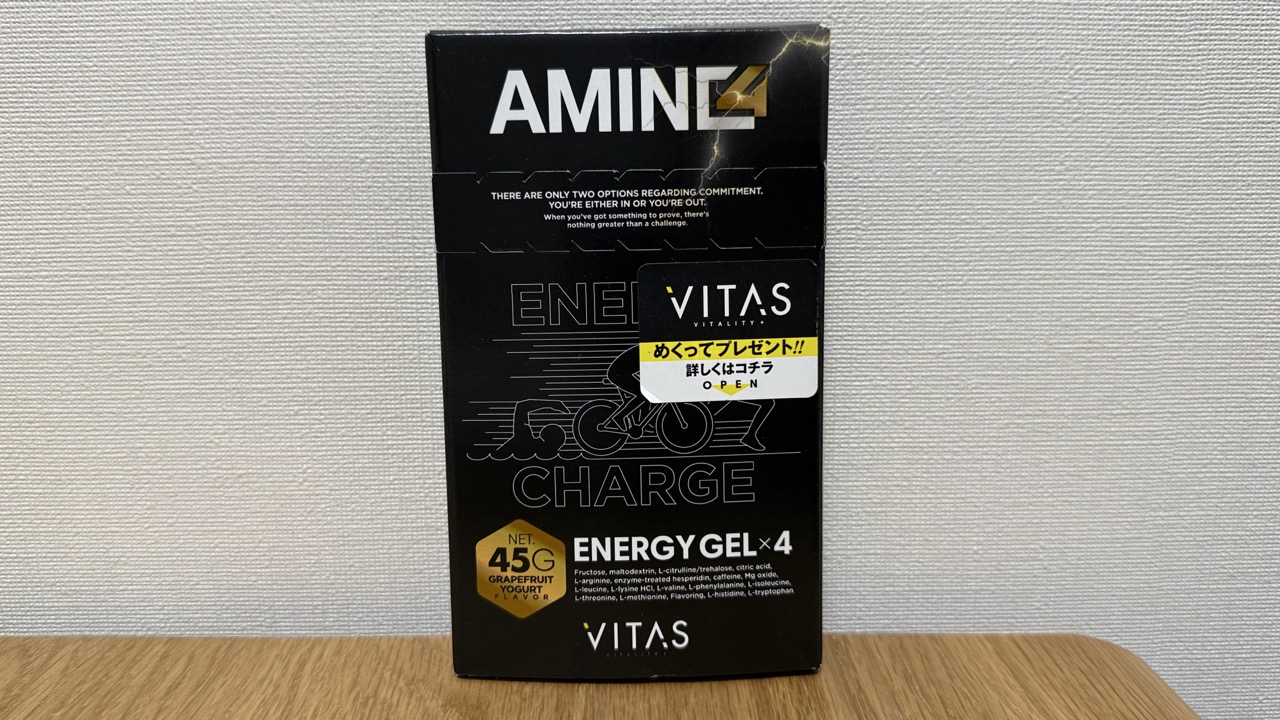 AMINO4
THERE ARE ONLY TWO OPTIONS REGARDING COMMITMENT.
YOU'RE EITHER IN OR YOU'RE OUT.
When you've got something to prove, there's
nothing greater than a challenge.
ENE
VITAS
VITALITY+
めくってプレゼント!!
詳しくはコチラ
OPEN
CHARGE
NET.
45G
GRAPEFRUIT
YOGURT
FLAVOR
ENERGY GEL×4
Fructose, maltodextrin, L-citrulline/trehalose, citric acid,
L-arginine, enzyme-treated hesperidin, caffeine, Mg oxide,
L-leucine, L-lysine HCl, L-valine, L-phenylalanine, L-isoleucine,
L-threonine, L-methionine, Flavoring, L-histidine, L-tryptophan
VITAS
VITALITY+